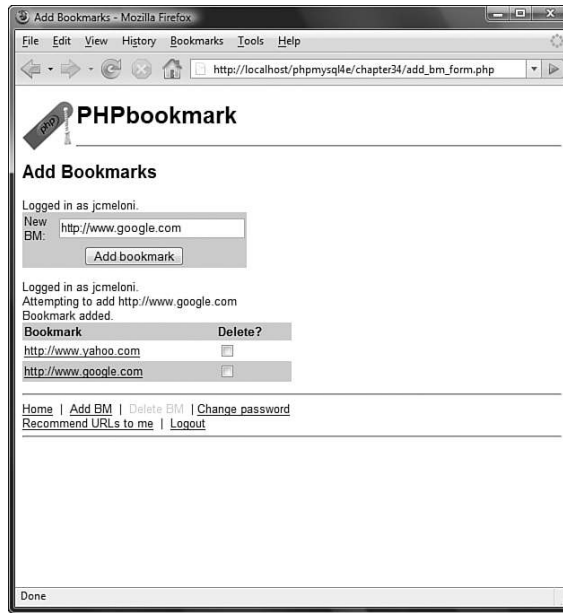 Add Bookmarks - Mozilla Firefox
File Edit View History Bookmarks Tools Help
http://localhost/phpmysql4e/chapter34/add_bm_form.php
php
PHPbookmark
Add Bookmarks
Logged in as jcmeloni.
New BM: http://www.google.com
Add bookmark
Logged in as jcmeloni.
Attempting to add http://www.google.com
Bookmark added.
Bookmark Delete?
http://www.yahoo.com
http://www.google.com
Home | Add BM | Delete BM | Change password
Recommend URLs to me | Logout
Done